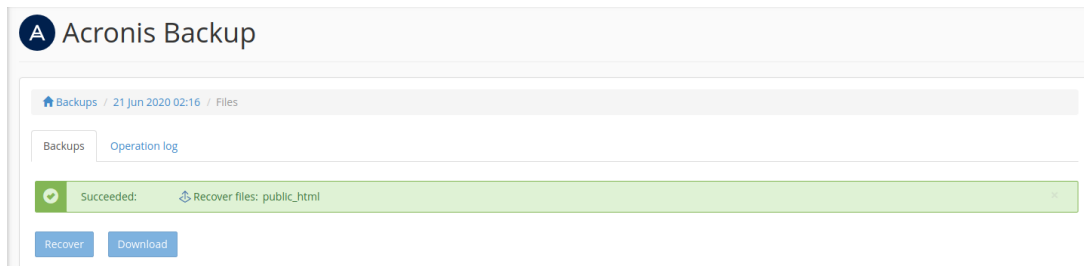 Acronis Backup
Backups / 21 Jun 2020 02:16 / Files
Backups Operation log
Succeeded: Recover files: public_html ×
Recover Download